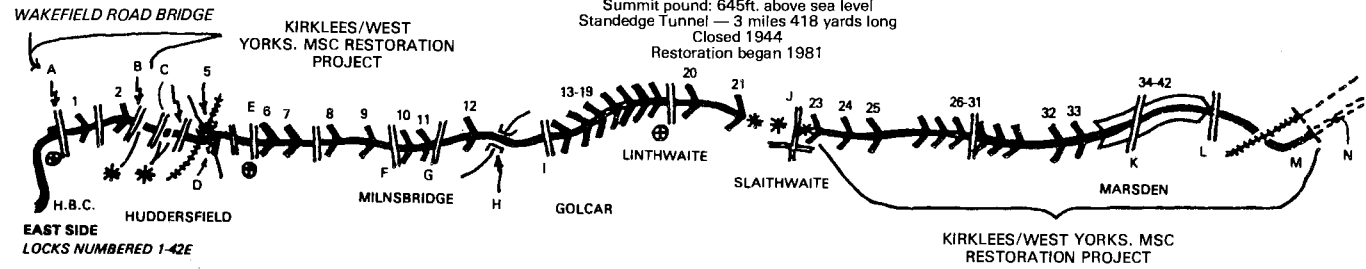 Summit pound: 645ft. above sea level
Standedge Tunnel — 3 miles 418 yards long
Closed 1944
Restoration began 1981
WAKEFIELD ROAD BRIDGE
KIRKLEES/WEST
YORKS. MSC RESTORATION
PROJECT
A
1
2
B
C
5
D
E
6
7
8
9
F
10
11
G
12
H
I
13-19
20
21
J
23
24
25
26-31
32
33
34-42
K
L
M
N
H.B.C.
HUDDERSFIELD
MILNSBRIDGE
GOLCAR
LINTHWAITE
SLAITHWAITE
MARSDEN
EAST SIDE
LOCKS NUMBERED 1-42E
KIRKLEES/WEST YORKS. MSC
RESTORATION PROJECT